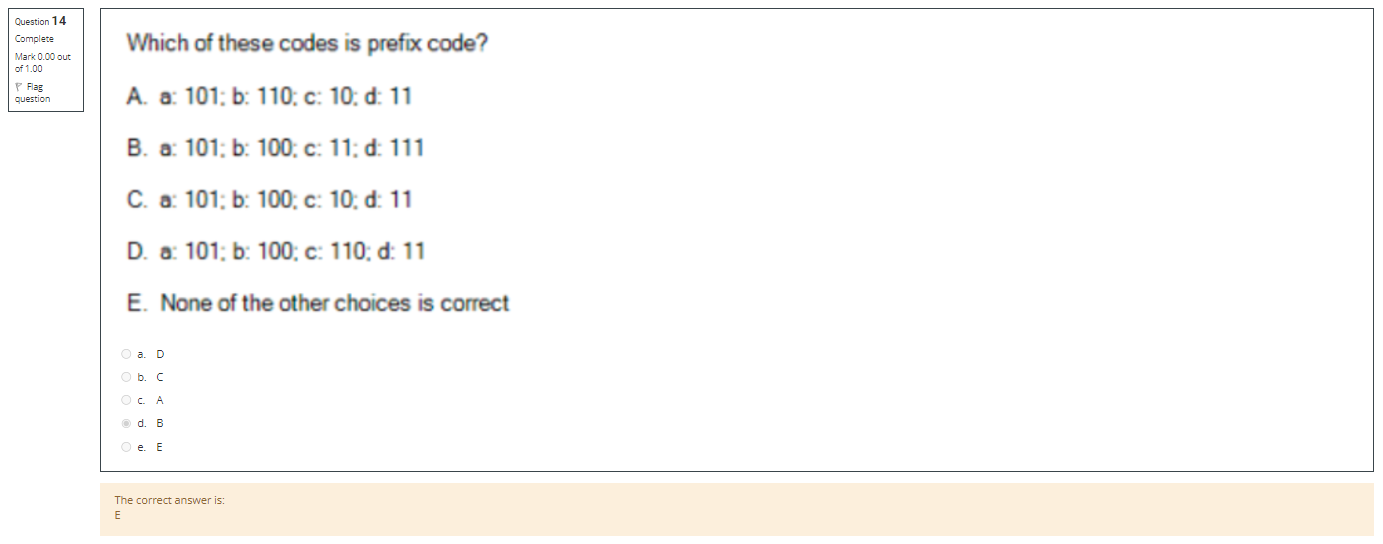 Question 14
Complete
Mark 0.00 out
of 1.00
Flag
question
Which of these codes is prefix code?
A. a: 101; b: 110; c: 10; d: 11
B. a: 101; b: 100; c: 11; d: 111
C. a: 101; b: 100; c: 10; d: 11
D. a: 101; b: 100; c: 110; d: 11
E. None of the other choices is correct
a. D
b. C
c. A
d. B
e. E
The correct answer is:
E